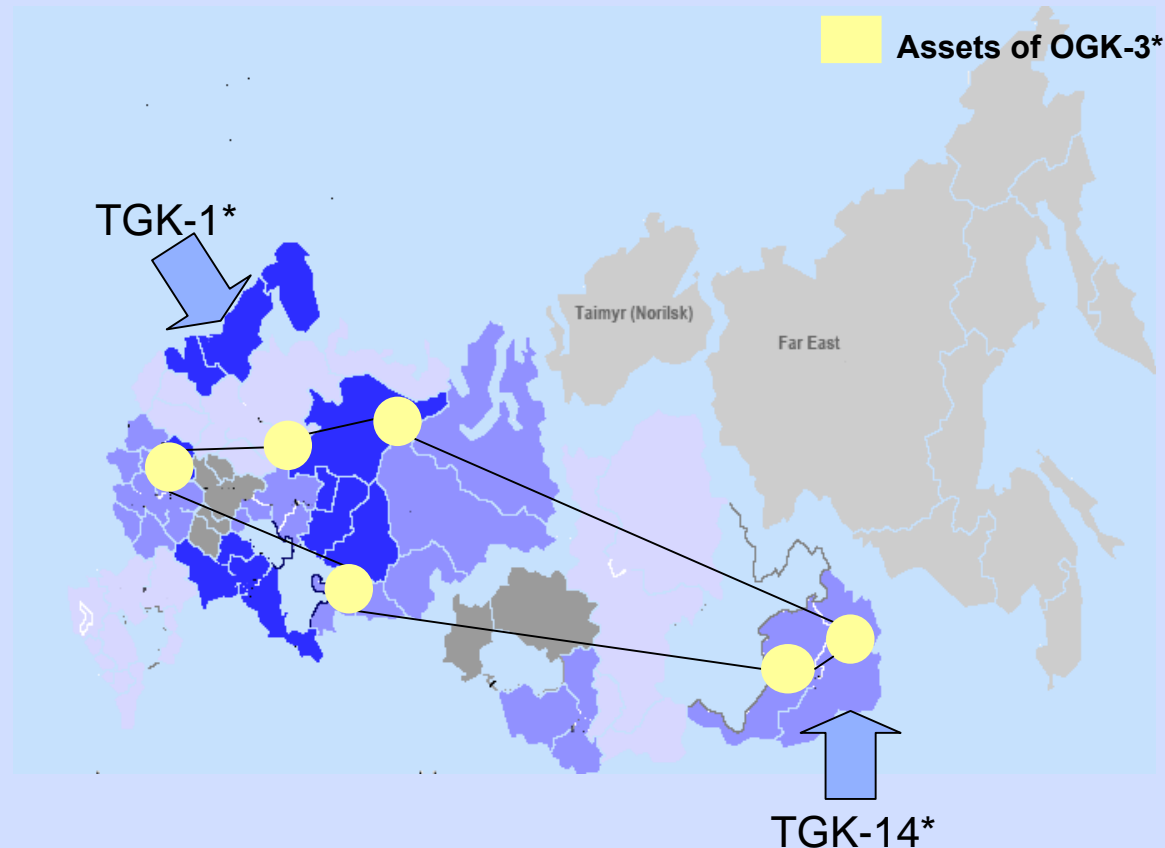 Assets of OGK-3*
TGK-1*
Taimyr (Norilsk)
Far East
TGK-14*